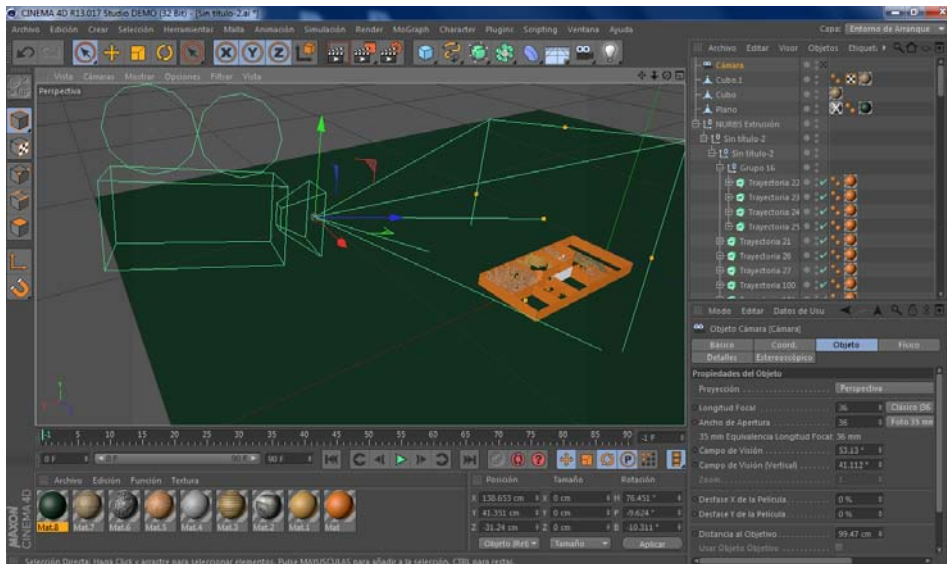 CINEMA 4D R13.017 Studio DEMO (32 Bit) - [Sin título-2.ai *]
Archivo Edición Crear Selección Herramientas Malla Animación Simulación Render MoGraph Character Plugins Scripting Ventana Ayuda
Capa: Entorno de Arranque
Archivo Editar Visor Objetos Etiquet
Vista Cámaras Mostrar Opciones Filtrar Vista
Perspectiva
Cámara
Cubo.1
Cubo
Plano
NURBS Extrusión
Sin título-2
Sin título-2
Grupo 16
Trayectoria 22
Trayectoria 23
Trayectoria 24
Trayectoria 25
Trayectoria 21
Trayectoria 26
Trayectoria 27
Trayectoria 100
Modo Editar Datos de Usu
Objeto Cámara [Cámara]
Básico Coord. Objeto Físico
Detalles Estereoscópico
Propiedades del Objeto
Proyección Perspectiva
Longitud Focal 36 Clásico (36
Ancho de Apertura 36 Foto 35 mm
35 mm Equivalencia Longitud Focal: 36 mm
Campo de Visión 53.13 °
Campo de Visión (Vertical) 41.112 °
Zoom 1
Desfase X de la Película 0 %
Desfase Y de la Película 0 %
Distancia al Objetivo 99.47 cm
Usar Objeto Objetivo
-1 5 10 15 20 25 30 35 40 45 50 55 60 65 70 75 80 85 90 -1 F
0 F 0 F 90 F 90 F
Archivo Edición Función Textura
Mat.8 Mat.7 Mat.6 Mat.5 Mat.4 Mat.3 Mat.2 Mat.1 Mat
Posición Tamaño Rotación
X 138.653 cm X 0 cm H 76.451 °
Y 41.351 cm Y 0 cm P -9.624 °
Z -31.24 cm Z 0 cm B -10.311 °
Objeto (Rel) Tamaño Aplicar
MAXON CINEMA 4D
Selección Directa: Haga Click y arrastre para seleccionar elementos. Pulse MAYÚSCULAS para añadir a la selección, CTRL para restar.